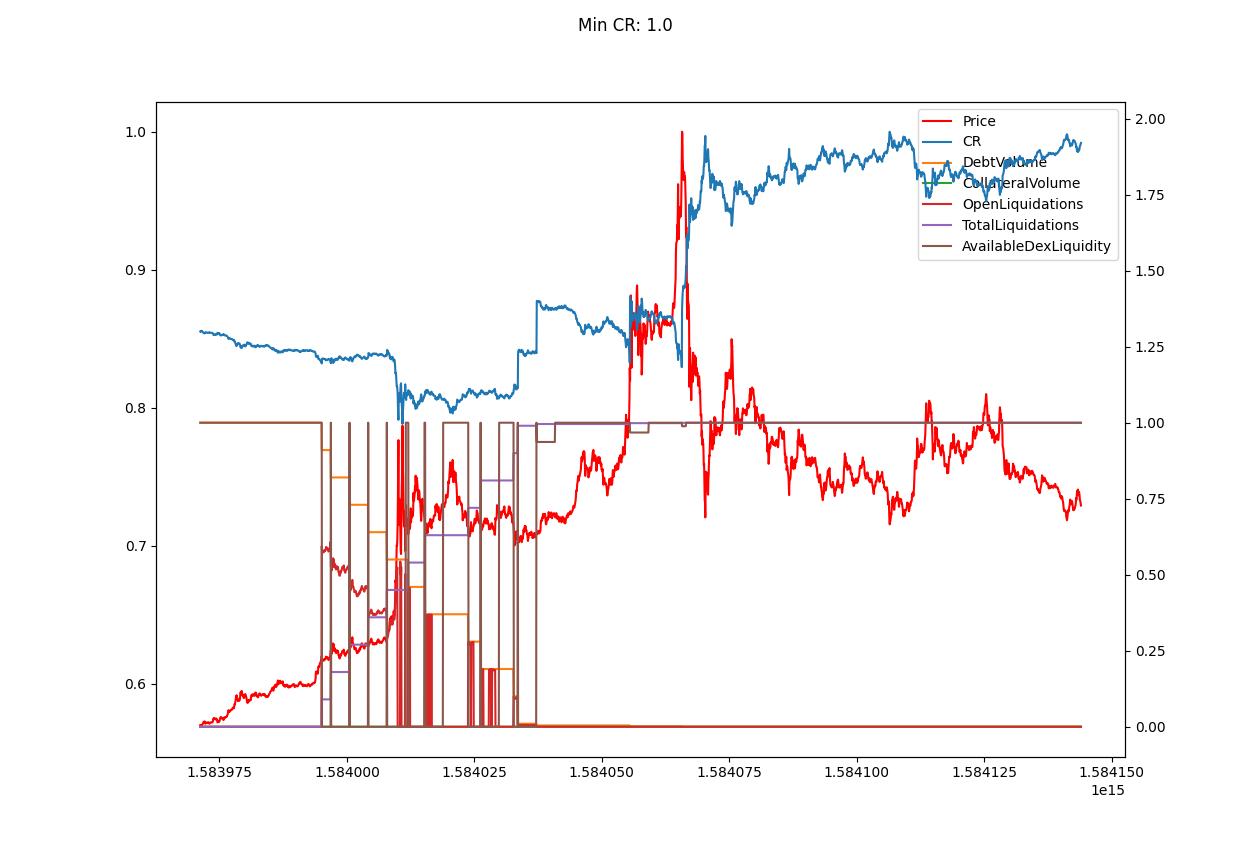 Min CR: 1.0
1.0
0.9
0.8
0.7
0.6
2.00
1.75
1.50
1.25
1.00
0.75
0.50
0.25
0.00
Price
CR
DebtVolume
CollateralVolume
OpenLiquidations
TotalLiquidations
AvailableDexLiquidity
1.583975 1.584000 1.584025 1.584050 1.584075 1.584100 1.584125 1.584150
1e15